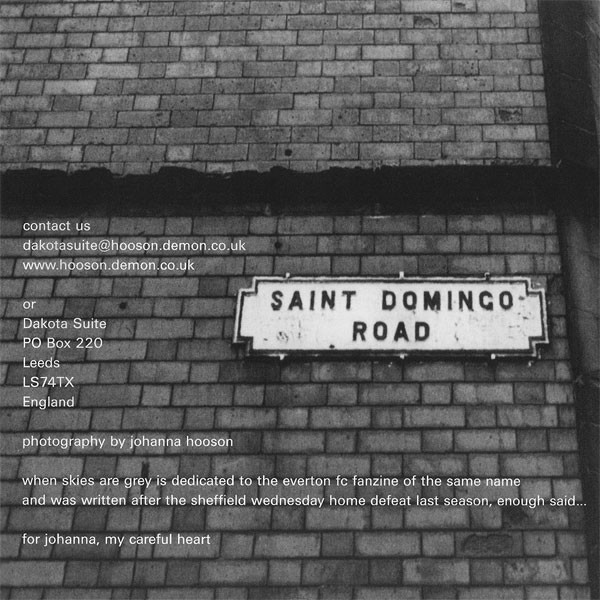 contact us
dakotasuite@hooson.demon.co.uk
www.hooson.demon.co.uk
or
Dakota Suite
PO Box 220
Leeds
LS74TX
England
SAINT DOMINGO
ROAD
photography by johanna hooson
when skies are grey is dedicated to the everton fc fanzine of the same name
and was written after the sheffield wednesday home defeat last season, enough said...
for johanna, my careful heart